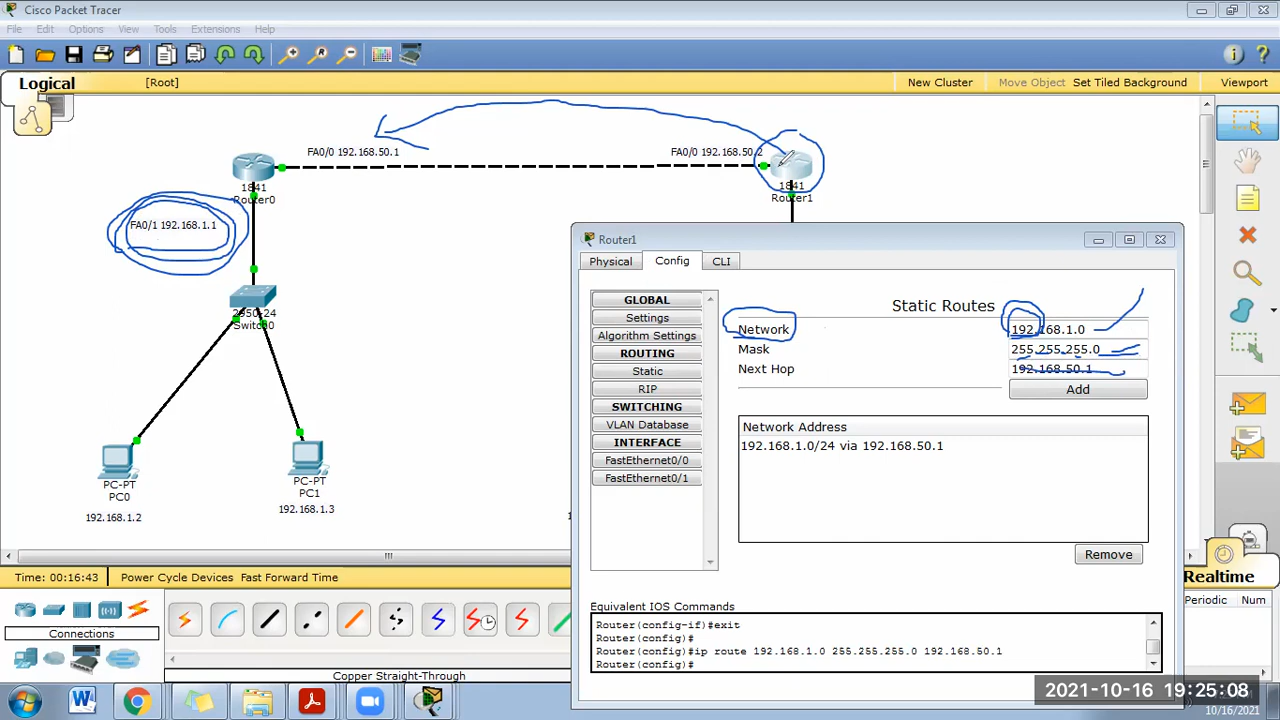 Cisco Packet Tracer
File Edit Options View Tools Extensions Help
Logical [Root] New Cluster Move Object Set Tiled Background Viewport
FA0/0 192.168.50.1
FA0/0 192.168.50.2
1841
Router0
1841
Router1
FA0/1 192.168.1.1
2950-24
Switch0
PC-PT
PC0
192.168.1.2
PC-PT
PC1
192.168.1.3
Router1
Physical Config CLI
GLOBAL
Settings
Algorithm Settings
ROUTING
Static
RIP
SWITCHING
VLAN Database
INTERFACE
FastEthernet0/0
FastEthernet0/1
Static Routes
Network 192.168.1.0
Mask 255.255.255.0
Next Hop 192.168.50.1
Add
Network Address
192.168.1.0/24 via 192.168.50.1
Remove
Equivalent IOS Commands
Router(config-if)#exit
Router(config)#
Router(config)#ip route 192.168.1.0 255.255.255.0 192.168.50.1
Router(config)#
Time: 00:16:43 Power Cycle Devices Fast Forward Time
Realtime
Connections
Copper Straight-Through
Periodic Num
2021-10-16 19:25:08
10/16/2021